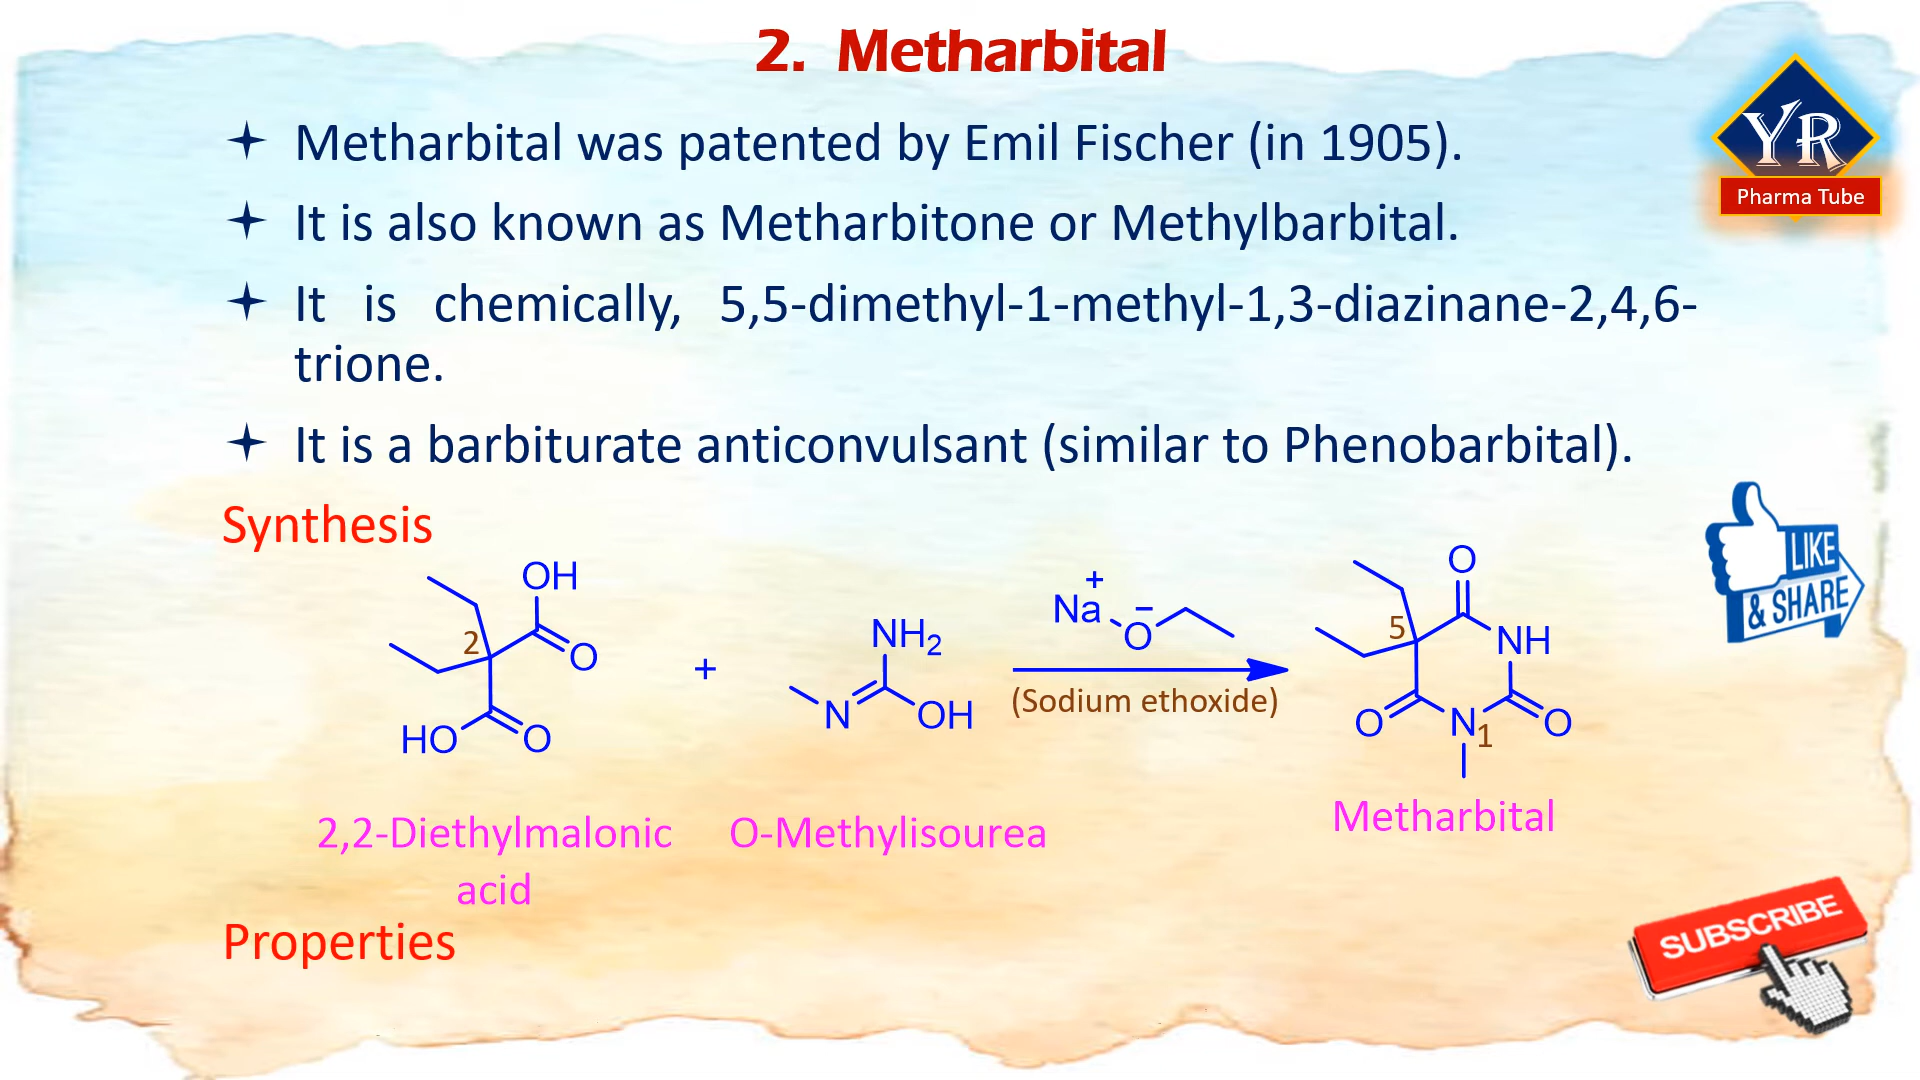 2. Metharbital
YR
Pharma Tube
Metharbital was patented by Emil Fischer (in 1905).
It is also known as Metharbitone or Methylbarbital.
It is chemically, 5,5-dimethyl-1-methyl-1,3-diazinane-2,4,6-
trione.
It is a barbiturate anticonvulsant (similar to Phenobarbital).
LIKE
& SHARE
Synthesis
OH
2
O
HO
O
+
NH2
N
OH
+
Na
−
O
(Sodium ethoxide)
O
5
NH
O
N
1
O
2,2-Diethylmalonic
acid
O-Methylisourea
Metharbital
Properties
SUBSCRIBE